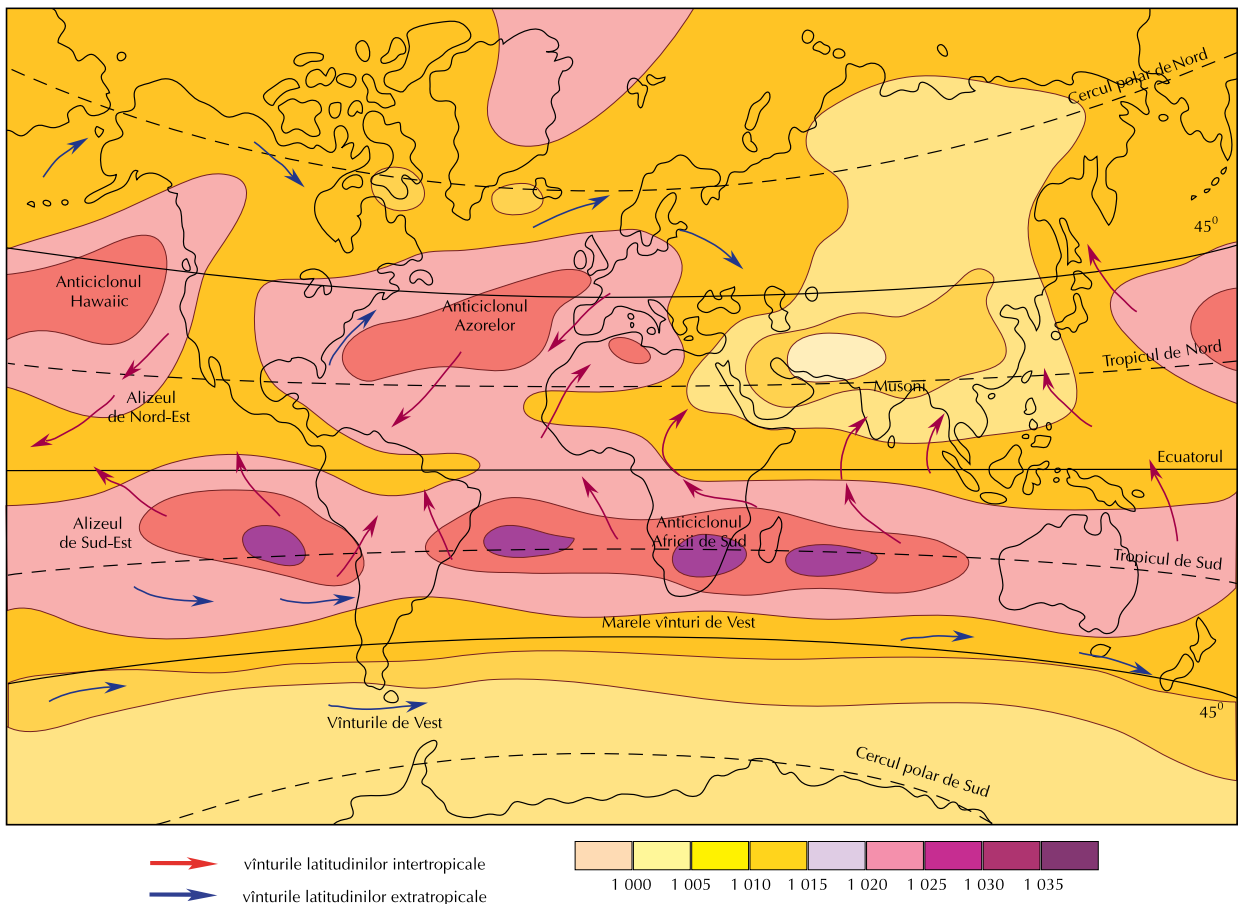 Cercul polar de Nord
45⁰
Anticiclonul
Hawaiic
Anticiclonul
Azorelor
Tropicul de Nord
Musoni
Alizeul
de Nord-Est
Ecuatorul
Alizeul
de Sud-Est
Anticiclonul
Africii de Sud
Tropicul de Sud
Marele vînturi de Vest
45⁰
Vînturile de Vest
Cercul polar de Sud
vînturile latitudinilor intertropicale
vînturile latitudinilor extratropicale
1 000 1 005 1 010 1 015 1 020 1 025 1 030 1 035